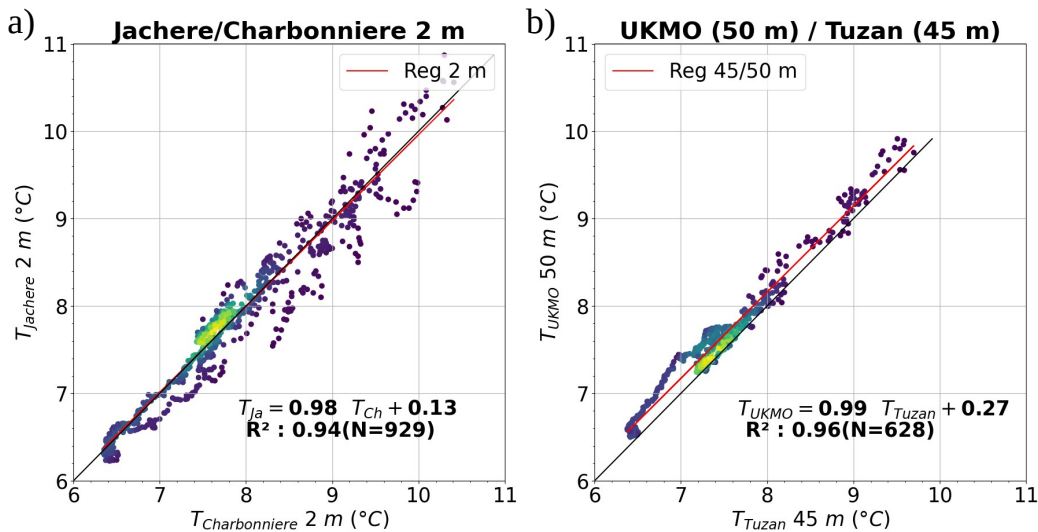 a)
Jachere/Charbonniere 2 m
Reg 2 m
11
10
9
8
7
6
T_Jachere 2 m (°C)
T_Ja = 0.98 T_Ch + 0.13
R² : 0.94(N=929)
6 7 8 9 10 11
T_Charbonniere 2 m (°C)
b)
UKMO (50 m) / Tuzan (45 m)
Reg 45/50 m
11
10
9
8
7
6
T_UKMO 50 m (°C)
T_UKMO = 0.99 T_Tuzan + 0.27
R² : 0.96(N=628)
6 7 8 9 10 11
T_Tuzan 45 m (°C)